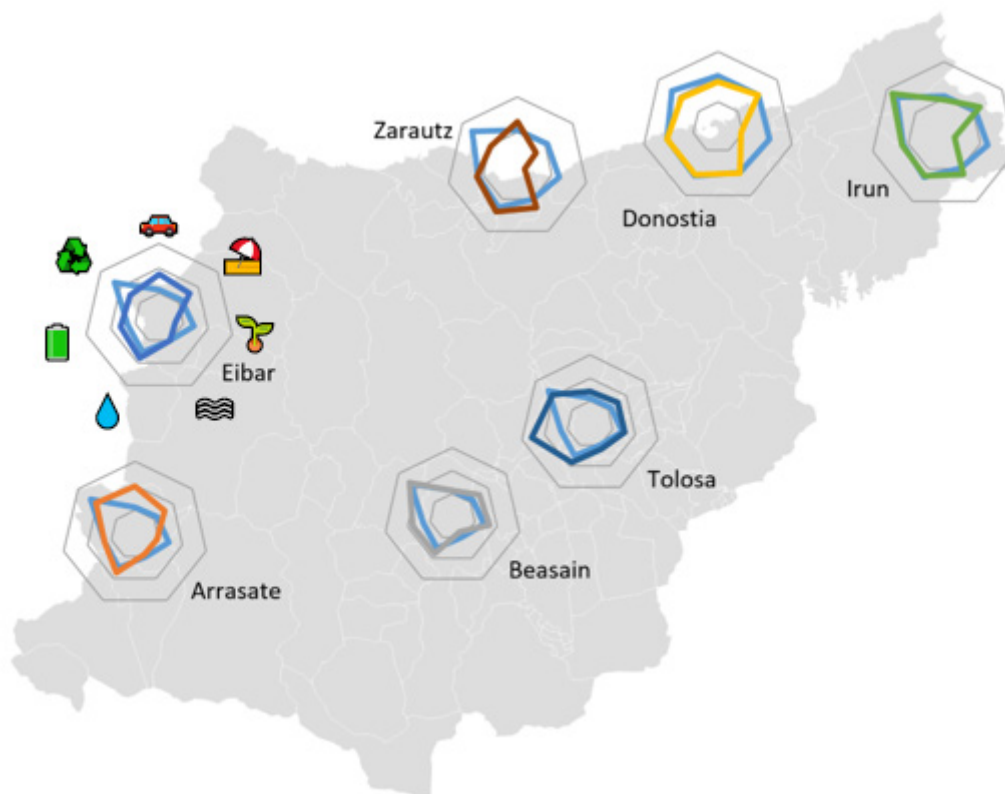 Zarautz
Donostia
Irun
Eibar
Tolosa
Beasain
Arrasate